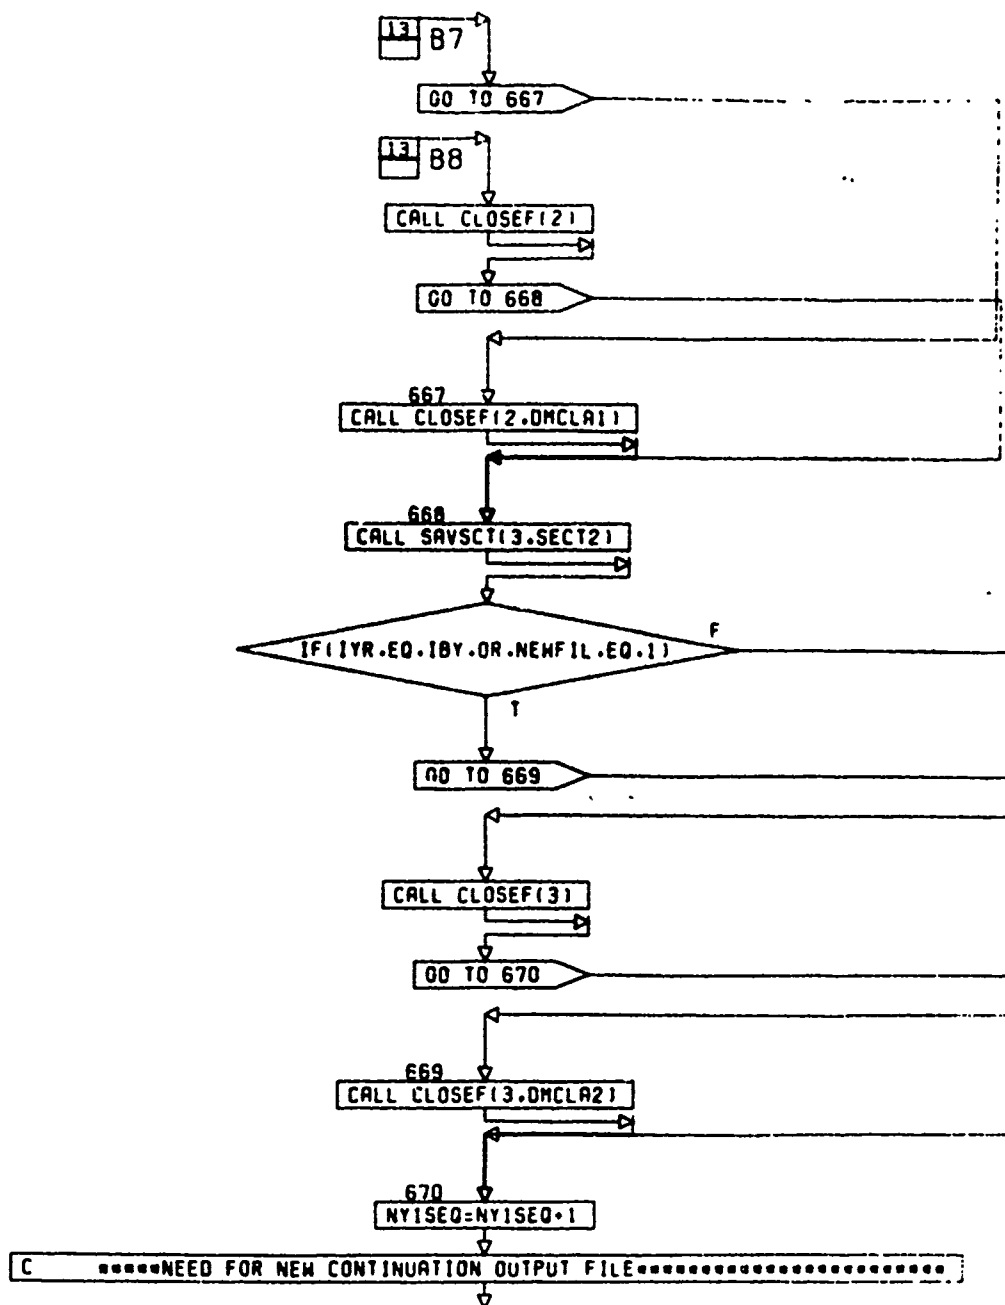 13 B7
GO TO 667
13 B8
CALL CLOSEF(2)
GO TO 668
667
CALL CLOSEF(2,DMCLA1)
668
CALL SAVSCT(3,SECT2)
F
IF(IYR.EQ.IBY.OR.NEWFIL.EQ.1)
T
GO TO 669
CALL CLOSEF(3)
GO TO 670
669
CALL CLOSEF(3,DMCLA2)
670
NYISEQ=NYISEQ+1
C *****NEED FOR NEW CONTINUATION OUTPUT FILE***********************